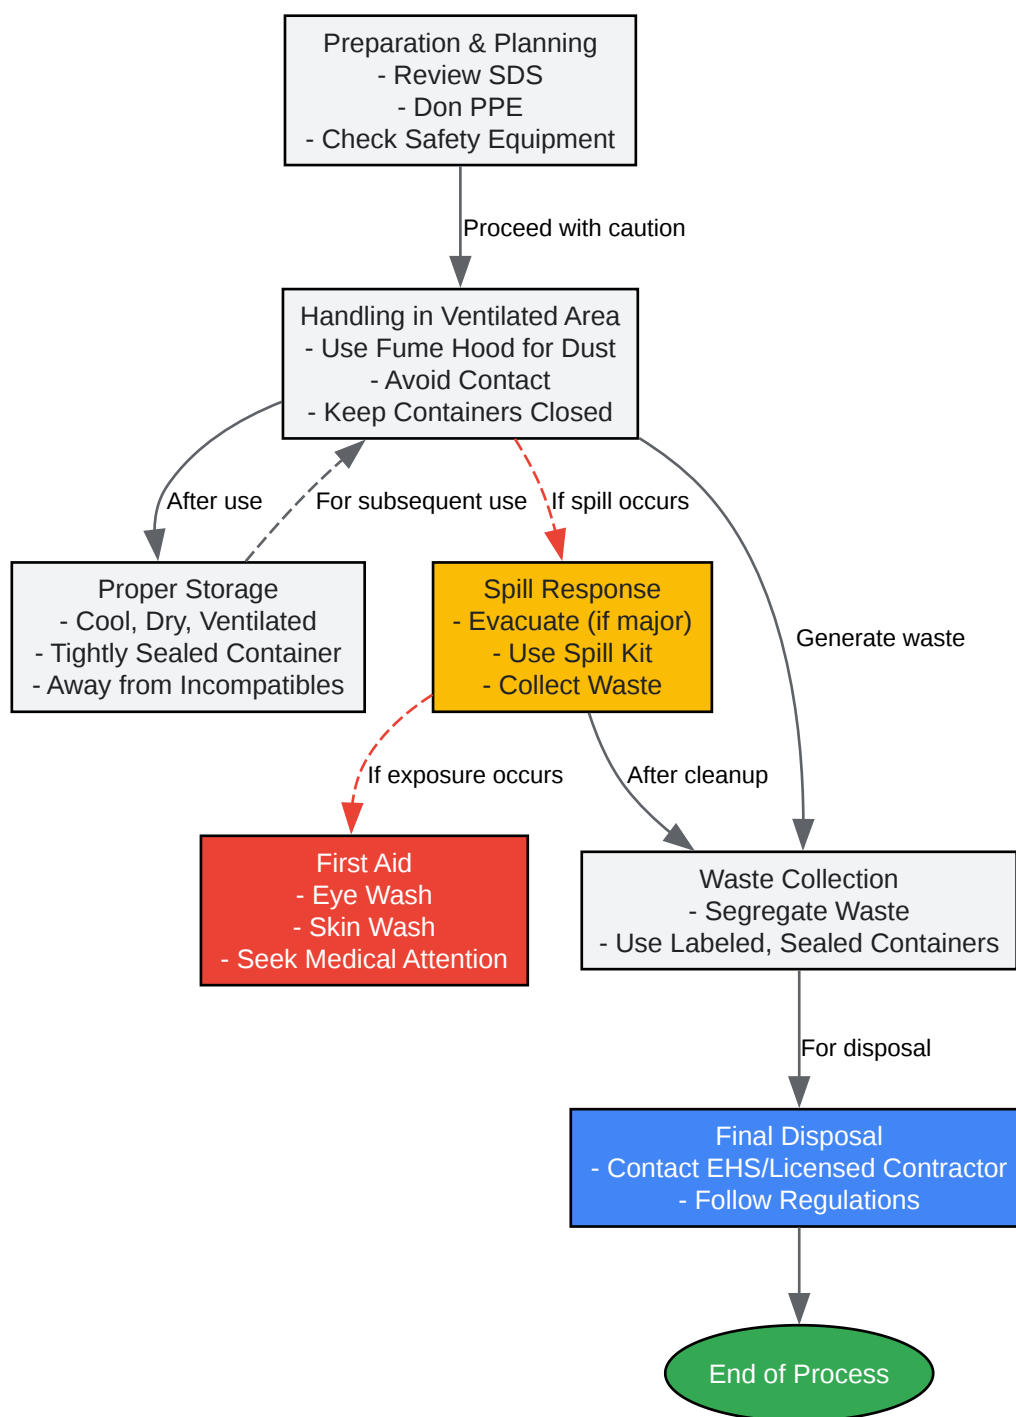 Preparation & Planning
- Review SDS
- Don PPE
- Check Safety Equipment
Proceed with caution
Handling in Ventilated Area
- Use Fume Hood for Dust
- Avoid Contact
- Keep Containers Closed
After use
For subsequent use
If spill occurs
Generate waste
Proper Storage
- Cool, Dry, Ventilated
- Tightly Sealed Container
- Away from Incompatibles
Spill Response
- Evacuate (if major)
- Use Spill Kit
- Collect Waste
If exposure occurs
After cleanup
First Aid
- Eye Wash
- Skin Wash
- Seek Medical Attention
Waste Collection
- Segregate Waste
- Use Labeled, Sealed Containers
For disposal
Final Disposal
- Contact EHS/Licensed Contractor
- Follow Regulations
End of Process